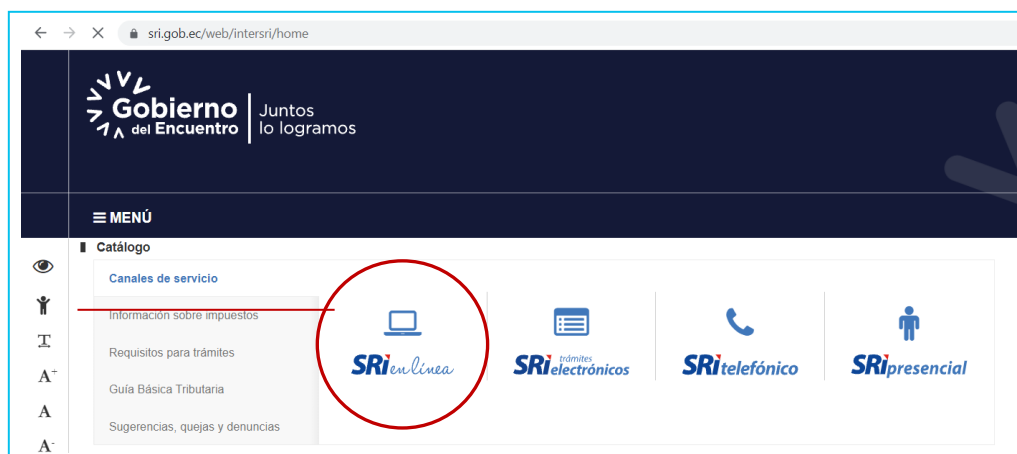 sri.gob.ec/web/intersri/home
Gobierno
del Encuentro
Juntos
lo logramos
MENÚ
Catálogo
Canales de servicio
Información sobre impuestos
Requisitos para trámites
Guía Básica Tributaria
Sugerencias, quejas y denuncias
SRi en línea
SRi trámites electrónicos
SRi telefónico
SRi presencial
T
A+
A
A-